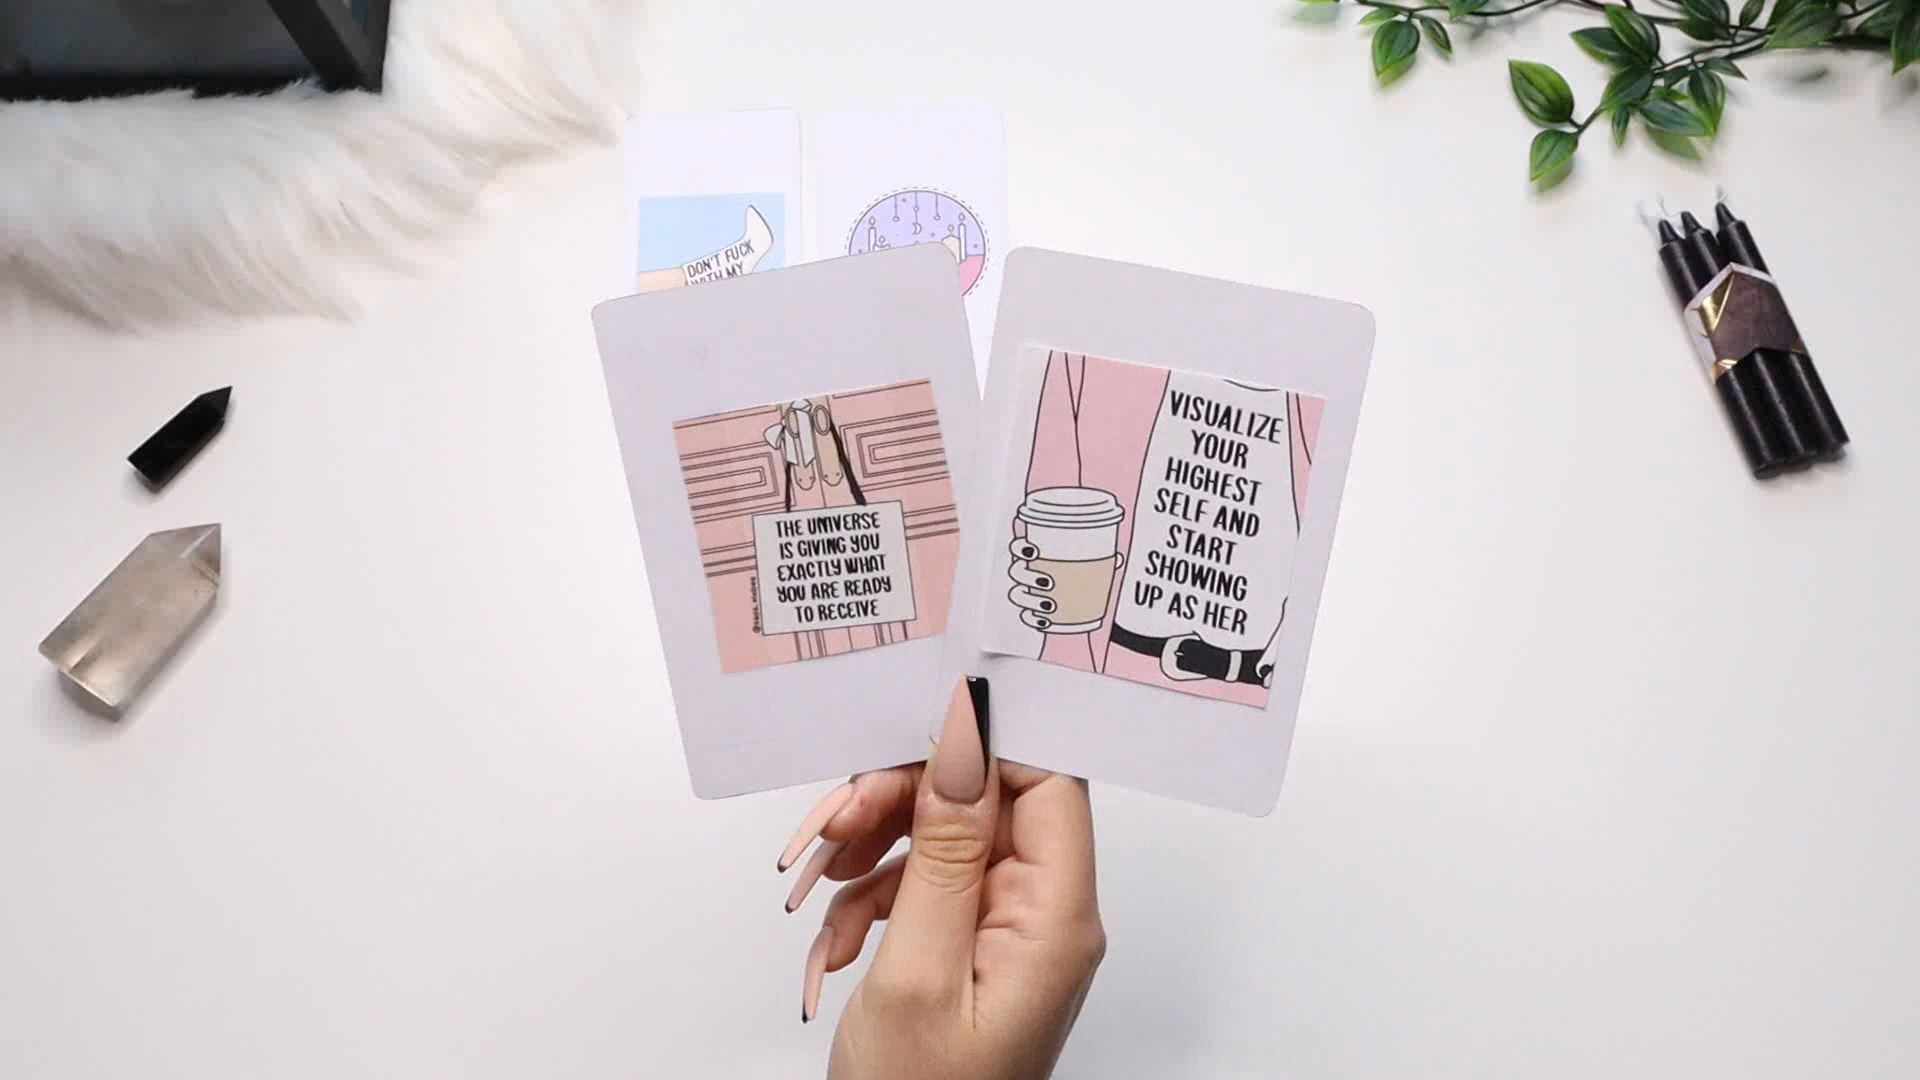 DON'T FUCK
WITH MY
THE UNIVERSE
IS GIVING YOU
EXACTLY WHAT
YOU ARE READY
TO RECEIVE
VISUALIZE
YOUR
HIGHEST
SELF AND
START
SHOWING
UP AS HER